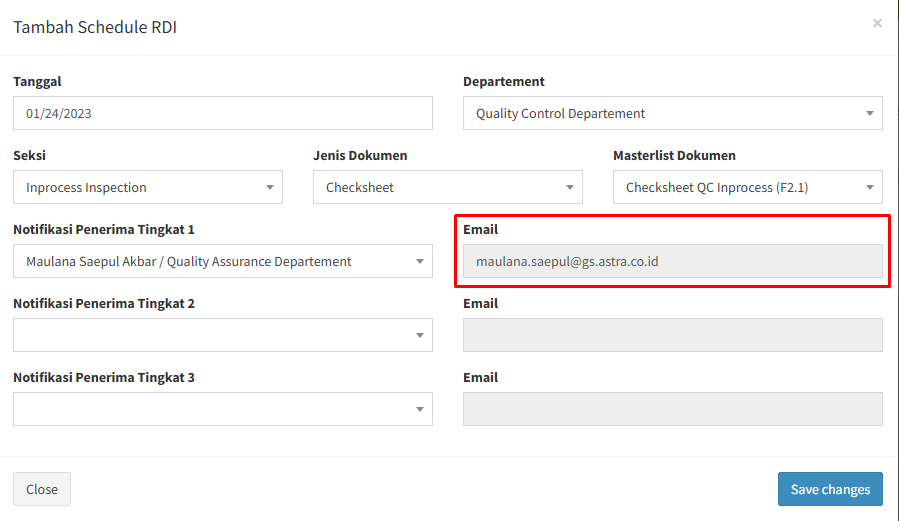 Tambah Schedule RDI
×
Tanggal
Departement
01/24/2023
Quality Control Departement
Seksi
Jenis Dokumen
Masterlist Dokumen
Inprocess Inspection
Checksheet
Checksheet QC Inprocess (F2.1)
Notifikasi Penerima Tingkat 1
Email
Maulana Saepul Akbar / Quality Assurance Departement
maulana.saepul@gs.astra.co.id
Notifikasi Penerima Tingkat 2
Email
Notifikasi Penerima Tingkat 3
Email
Close
Save changes